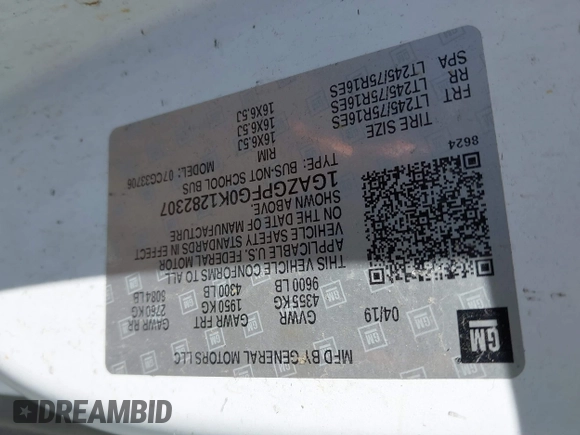 MFD BY GENERAL MOTORS LLC
GM
04/19
GVWR GAWR FRT GAWR RR
4355 KG 1950 KG 2760 KG
9600 LB 4300 LB 6084 LB
THIS VEHICLE CONFORMS TO ALL
APPLICABLE U.S. FEDERAL MOTOR
VEHICLE SAFETY STANDARDS IN EFFECT
ON THE DATE OF MANUFACTURE
SHOWN ABOVE.
1GAZGPFG0K1282307
TYPE: BUS-NOT SCHOOL BUS
MODEL: 07CG33706
8624
TIRE SIZE RIM
FRT LT245/75R16ES 16X6.5J
RR LT245/75R16ES 16X6.5J
SPA LT245/75R16ES 16X6.5J
DREAMBID